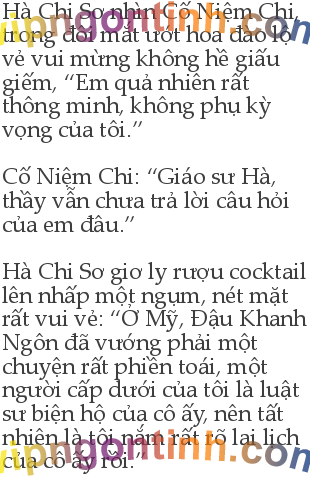 Hà Chi Sơ nhìn Cố Niệm Chi,
trong đôi mắt trót hoa đào lộ
vẻ vui mừng không hề giấu
giếm, “Em quả nhiên rất
thông minh, không phụ kỳ
vọng của tôi.”
Cố Niệm Chi: “Giáo sư Hà,
thầy vẫn chưa trả lời câu hỏi
của em đâu.”
Hà Chi Sơ giơ ly rượu cocktail
lên nhấp một ngụm, nét mặt
rất vui vẻ: “Ở Mỹ, Đậu Khanh
Ngôn đã vướng phải một
chuyện rất phiền toái, một
người cấp dưới của tôi là luật
sư biện hộ của cô ấy, nên tất
nhiên là tôi nắm rất rõ lai lịch
của cô ấy rồi.”
vipngontinh.com
vipngontinh.com